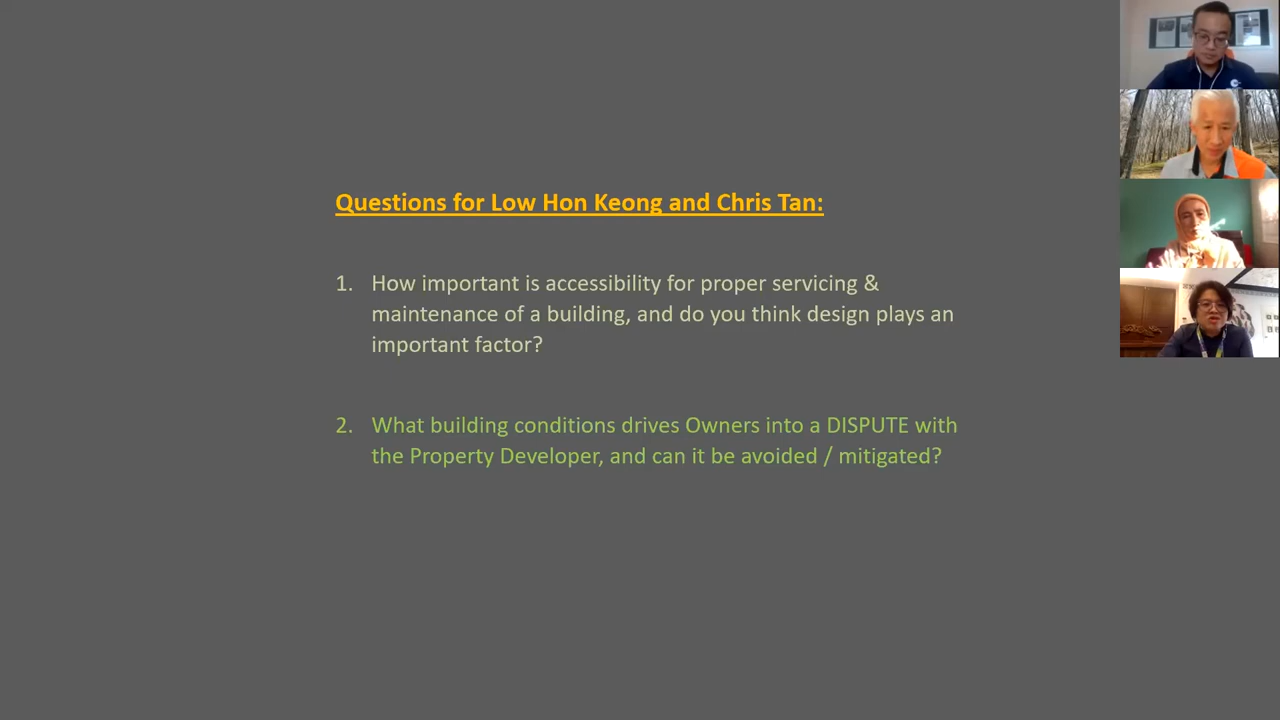 Questions for Low Hon Keong and Chris Tan:
1. How important is accessibility for proper servicing &
maintenance of a building, and do you think design plays an
important factor?
2. What building conditions drives Owners into a DISPUTE with
the Property Developer, and can it be avoided / mitigated?